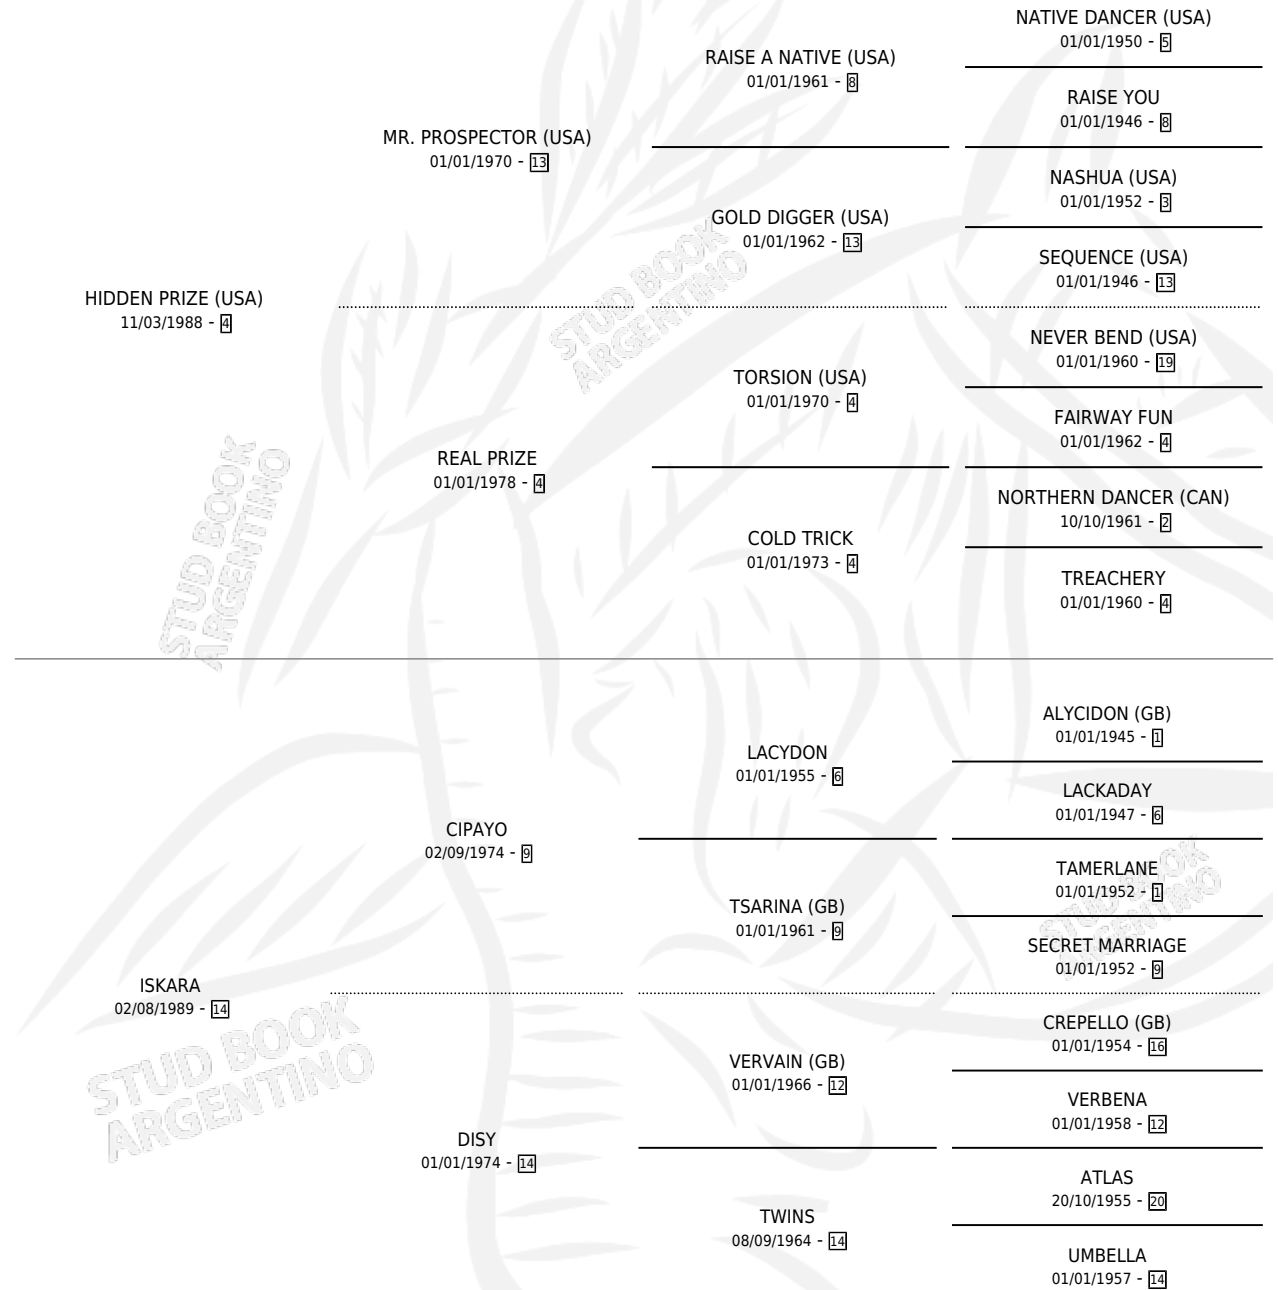 NATIVE DANCER (USA)
01/01/1950 - 5
RAISE A NATIVE (USA)
01/01/1961 - 8
RAISE YOU
01/01/1946 - 8
MR. PROSPECTOR (USA)
01/01/1970 - 13
NASHUA (USA)
01/01/1952 - 3
GOLD DIGGER (USA)
01/01/1962 - 13
SEQUENCE (USA)
01/01/1946 - 13
HIDDEN PRIZE (USA)
11/03/1988 - 4
STUD BOOK
ARGENTINO
NEVER BEND (USA)
01/01/1960 - 19
TORSION (USA)
01/01/1970 - 4
FAIRWAY FUN
01/01/1962 - 4
REAL PRIZE
01/01/1978 - 4
NORTHERN DANCER (CAN)
10/10/1961 - 2
COLD TRICK
01/01/1973 - 4
TREACHERY
01/01/1960 - 4
STUD BOOK
ARGENTINO
ALYCIDON (GB)
01/01/1945 - 1
LACYDON
01/01/1955 - 6
LACKADAY
01/01/1947 - 6
CIPAYO
02/09/1974 - 9
TAMERLANE
01/01/1952 - 1
TSARINA (GB)
01/01/1961 - 9
SECRET MARRIAGE
01/01/1952 - 9
STUD BOOK
ARGENTINO
ISKARA
02/08/1989 - 14
CREPELLO (GB)
01/01/1954 - 16
VERVAIN (GB)
01/01/1966 - 12
VERBENA
01/01/1958 - 12
STUD BOOK
ARGENTINO
DISY
01/01/1974 - 14
ATLAS
20/10/1955 - 20
TWINS
08/09/1964 - 14
UMBELLA
01/01/1957 - 14